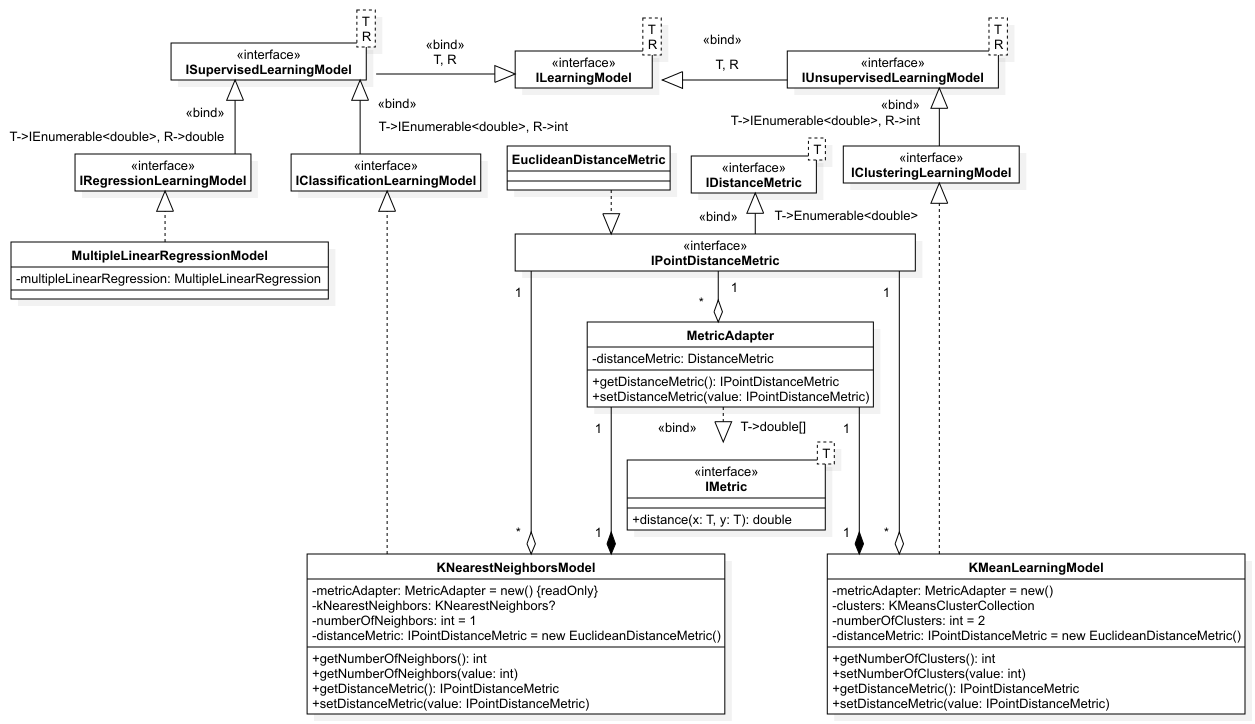 T
R
«interface»
ISupervisedLearningModel
«bind»
T, R
T
R
«interface»
ILearningModel
«bind»
T, R
T
R
«interface»
IUnsupervisedLearningModel
«bind»
T->IEnumerable<double>, R->double
«bind»
T->IEnumerable<double>, R->int
«bind»
T->IEnumerable<double>, R->int
«interface»
IRegressionLearningModel
«interface»
IClassificationLearningModel
EuclideanDistanceMetric
T
«interface»
IDistanceMetric
«interface»
IClusteringLearningModel
«bind»
T->Enumerable<double>
MultipleLinearRegressionModel
-multipleLinearRegression: MultipleLinearRegression
«interface»
IPointDistanceMetric
1
1
1
*
MetricAdapter
-distanceMetric: DistanceMetric
+getDistanceMetric(): IPointDistanceMetric
+setDistanceMetric(value: IPointDistanceMetric)
1
«bind»
T->double[]
1
T
«interface»
IMetric
+distance(x: T, y: T): double
*
1
1
*
KNearestNeighborsModel
-metricAdapter: MetricAdapter = new() {readOnly}
-kNearestNeighbors: KNearestNeighbors?
-numberOfNeighbors: int = 1
-distanceMetric: IPointDistanceMetric = new EuclideanDistanceMetric()
+getNumberOfNeighbors(): int
+getNumberOfNeighbors(value: int)
+getDistanceMetric(): IPointDistanceMetric
+setDistanceMetric(value: IPointDistanceMetric)
KMeanLearningModel
-metricAdapter: MetricAdapter = new()
-clusters: KMeansClusterCollection
-numberOfClusters: int = 2
-distanceMetric: IPointDistanceMetric = new EuclideanDistanceMetric()
+getNumberOfClusters(): int
+setNumberOfClusters(value: int)
+getDistanceMetric(): IPointDistanceMetric
+setDistanceMetric(value: IPointDistanceMetric)